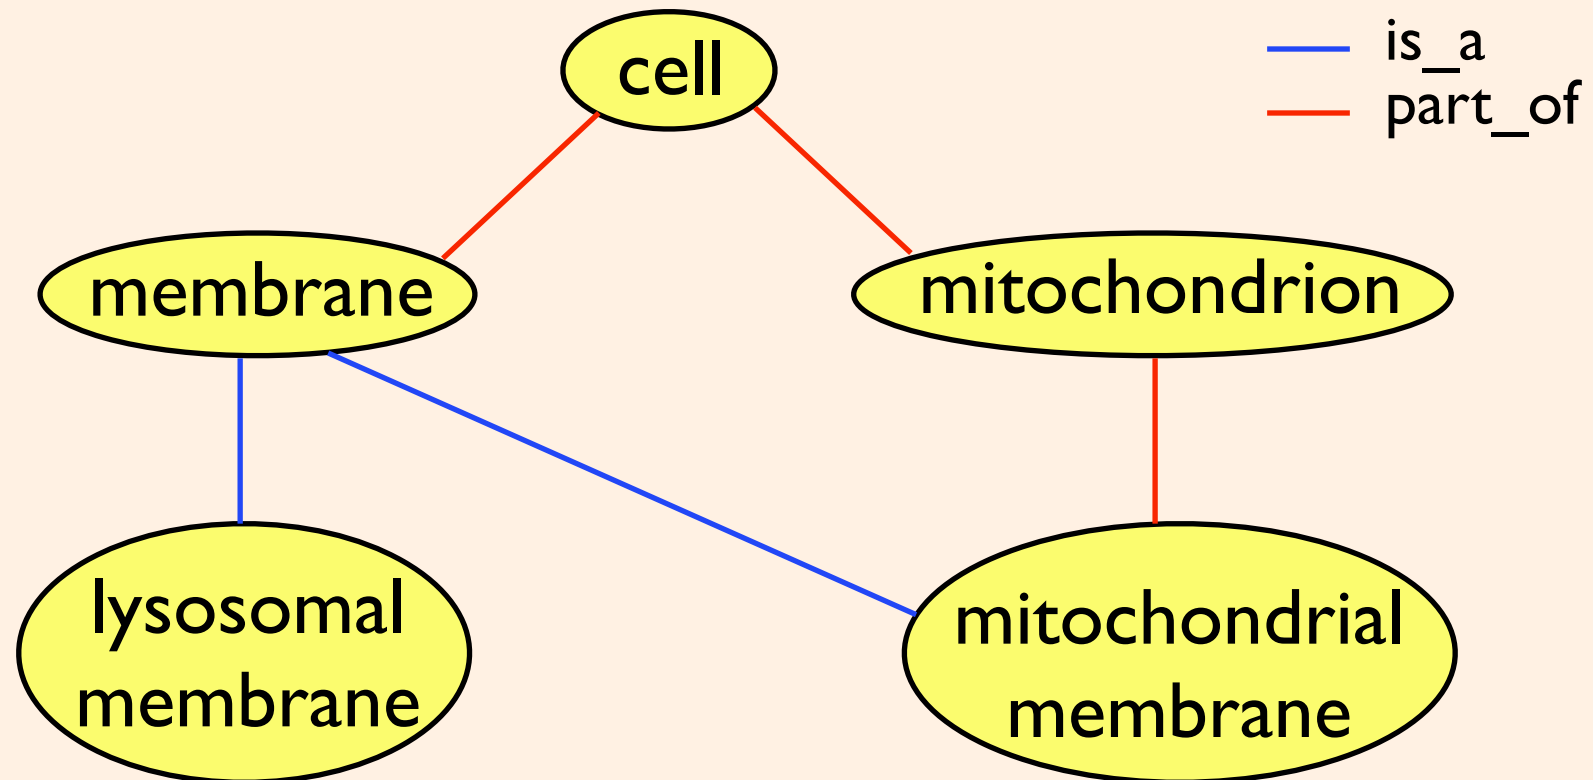 cell
is_a
part_of
membrane
mitochondrion
lysosomal
membrane
mitochondrial
membrane